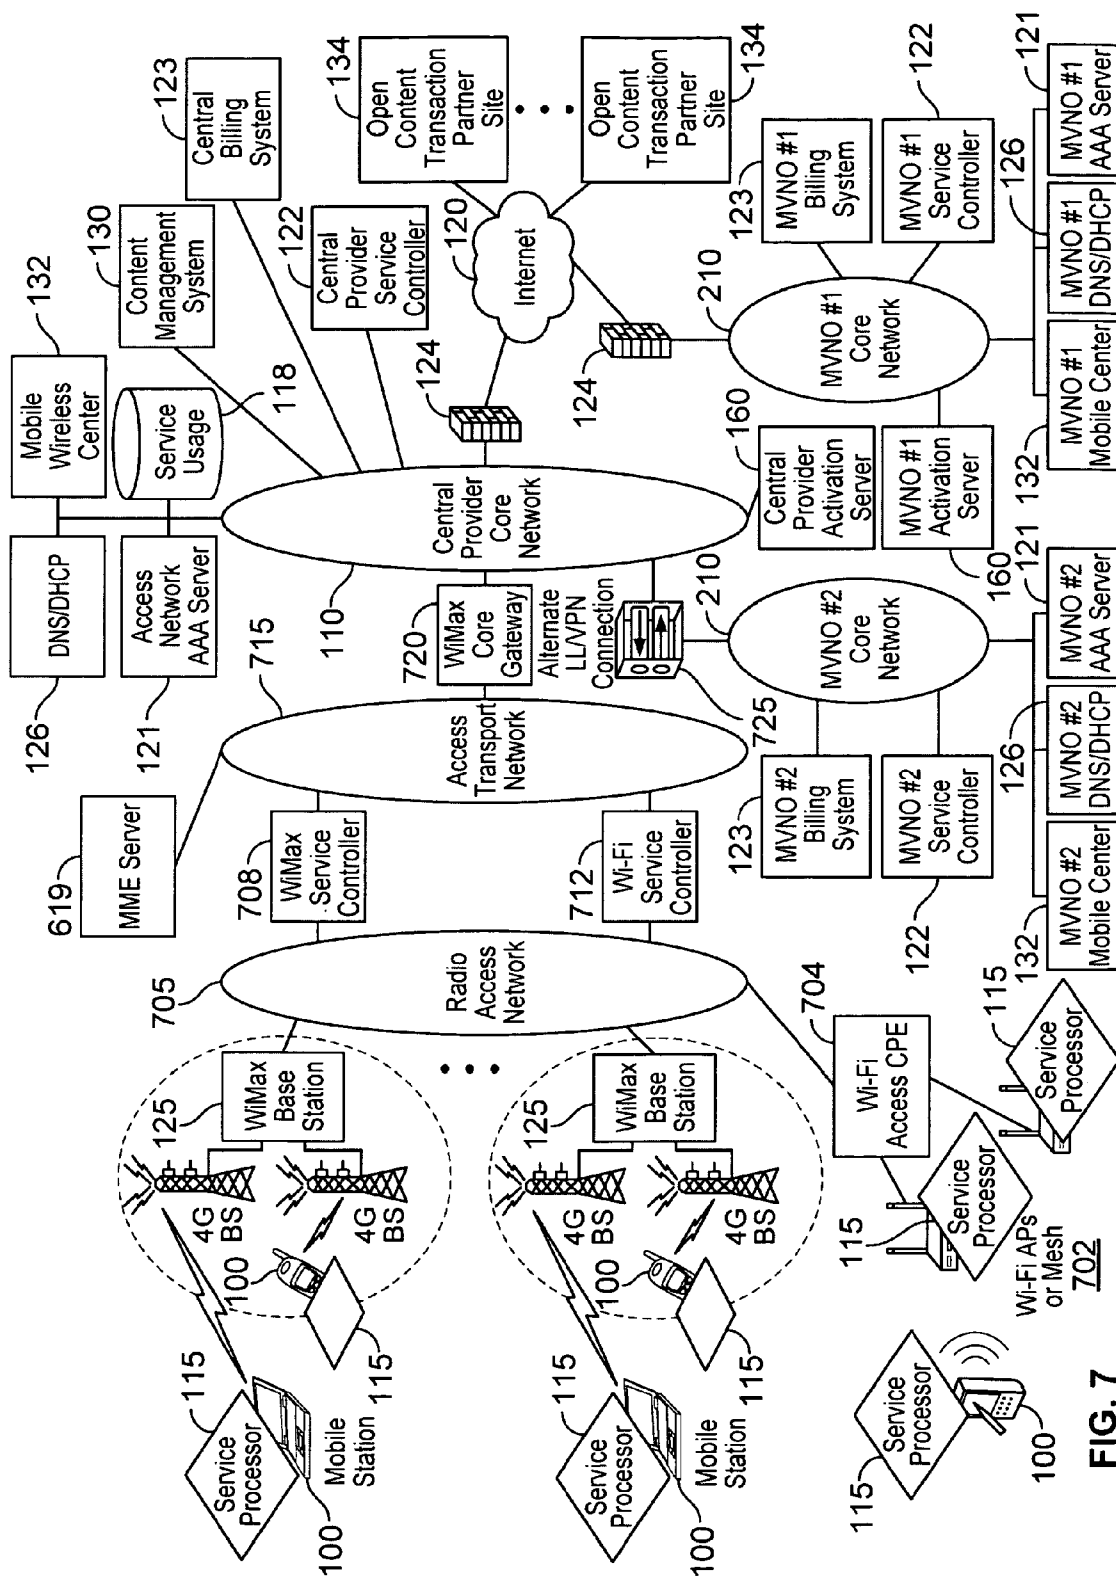 132
Mobile
Wireless
Center
DNS/DHCP
126
118
Service
Usage
Access
Network
AAA Server
121
130
Content
Management
System
123
Central
Billing
System
122
Central
Provider
Service
Controller
134
Open
Content
Transaction
Partner
Site
Open
Content
Transaction
Partner
Site
134
120
Internet
124
124
619
MME Server
715
Access
Transport
Network
720
WiMax
Core
Gateway
110
Central
Provider
Core
Network
Alternate
LL/VPN
Connection
725
160
Central
Provider
Activation
Server
705
Radio
Access
Network
708
WiMax
Service
Controller
712
Wi-Fi
Service
Controller
125
WiMax
Base
Station
4G
BS
4G
BS
100
115
115
Service
Processor
Mobile
Station
100
125
WiMax
Base
Station
4G
BS
4G
BS
100
115
115
Service
Processor
Mobile
Station
100
704
Wi-Fi
Access CPE
115
Service
Processor
115
Service
Processor
Wi-Fi APs
or Mesh
702
115
Service
Processor
100
210
MVNO #2
Core
Network
123
MVNO #2
Billing
System
122
MVNO #2
Service
Controller
132
MVNO #2
Mobile Center
126
MVNO #2
DNS/DHCP
121
MVNO #2
AAA Server
210
MVNO #1
Core
Network
123
MVNO #1
Billing
System
122
MVNO #1
Service
Controller
MVNO #1
Activation
Server
160
132
MVNO #1
Mobile Center
126
MVNO #1
DNS/DHCP
121
MVNO #1
AAA Server
FIG. 7